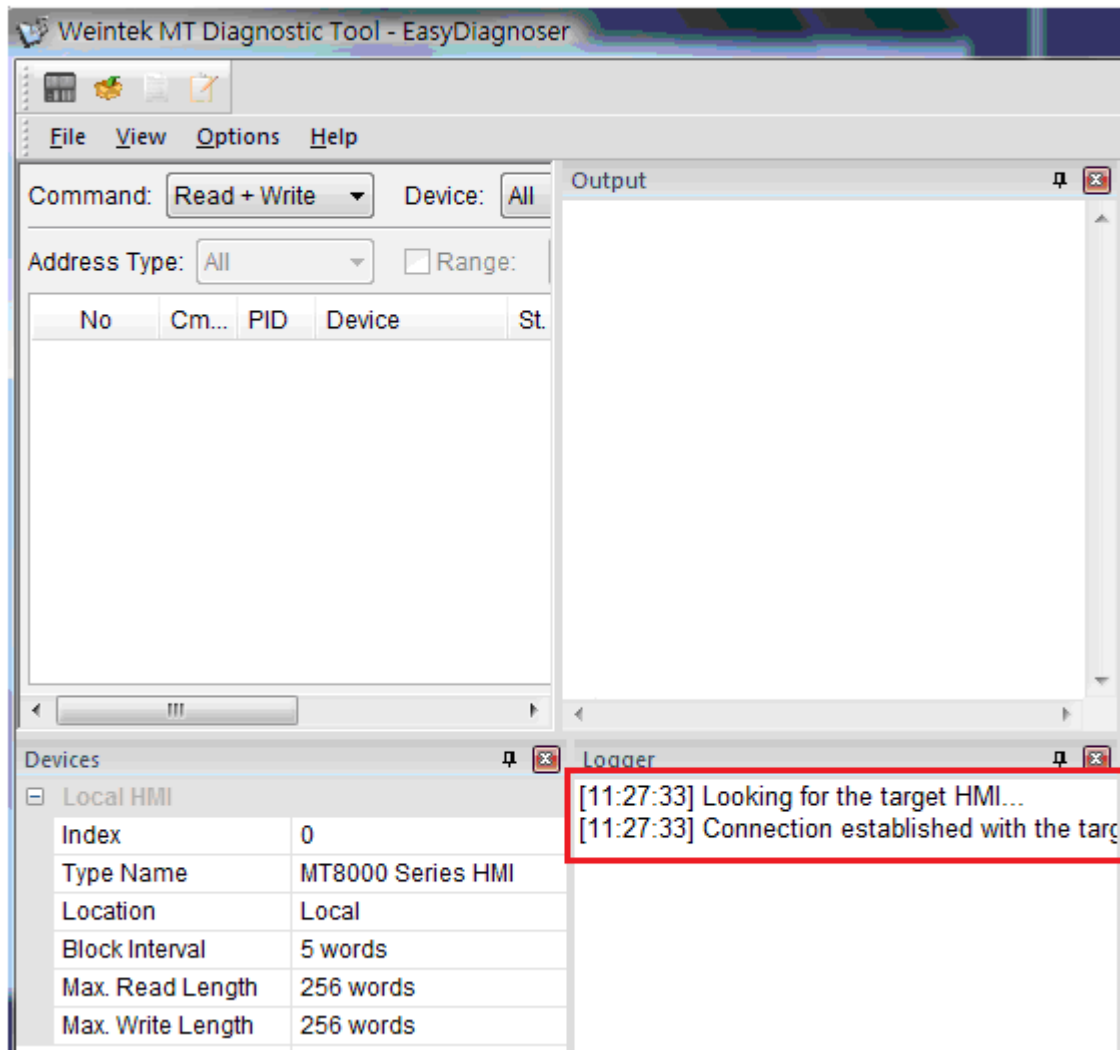 Weintek MT Diagnostic Tool - EasyDiagnoser
File View Options Help
Command: Read + Write Device: All
Address Type: All Range:
No Cm... PID Device St.
Output
Devices
Local HMI
Index 0
Type Name MT8000 Series HMI
Location Local
Block Interval 5 words
Max. Read Length 256 words
Max. Write Length 256 words
Logger
[11:27:33] Looking for the target HMI...
[11:27:33] Connection established with the targ